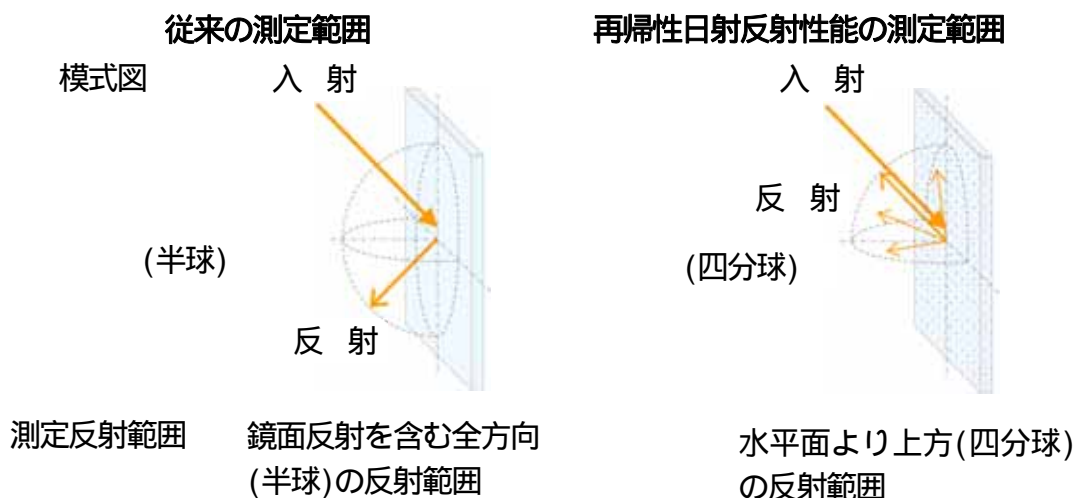 従来の測定範囲
再帰性日射反射性能の測定範囲
模式図
入 射
(半球)
反 射
入 射
反 射
(四分球)
測定反射範囲
鏡面反射を含む全方向
(半球)の反射範囲
水平面より上方(四分球)
の反射範囲